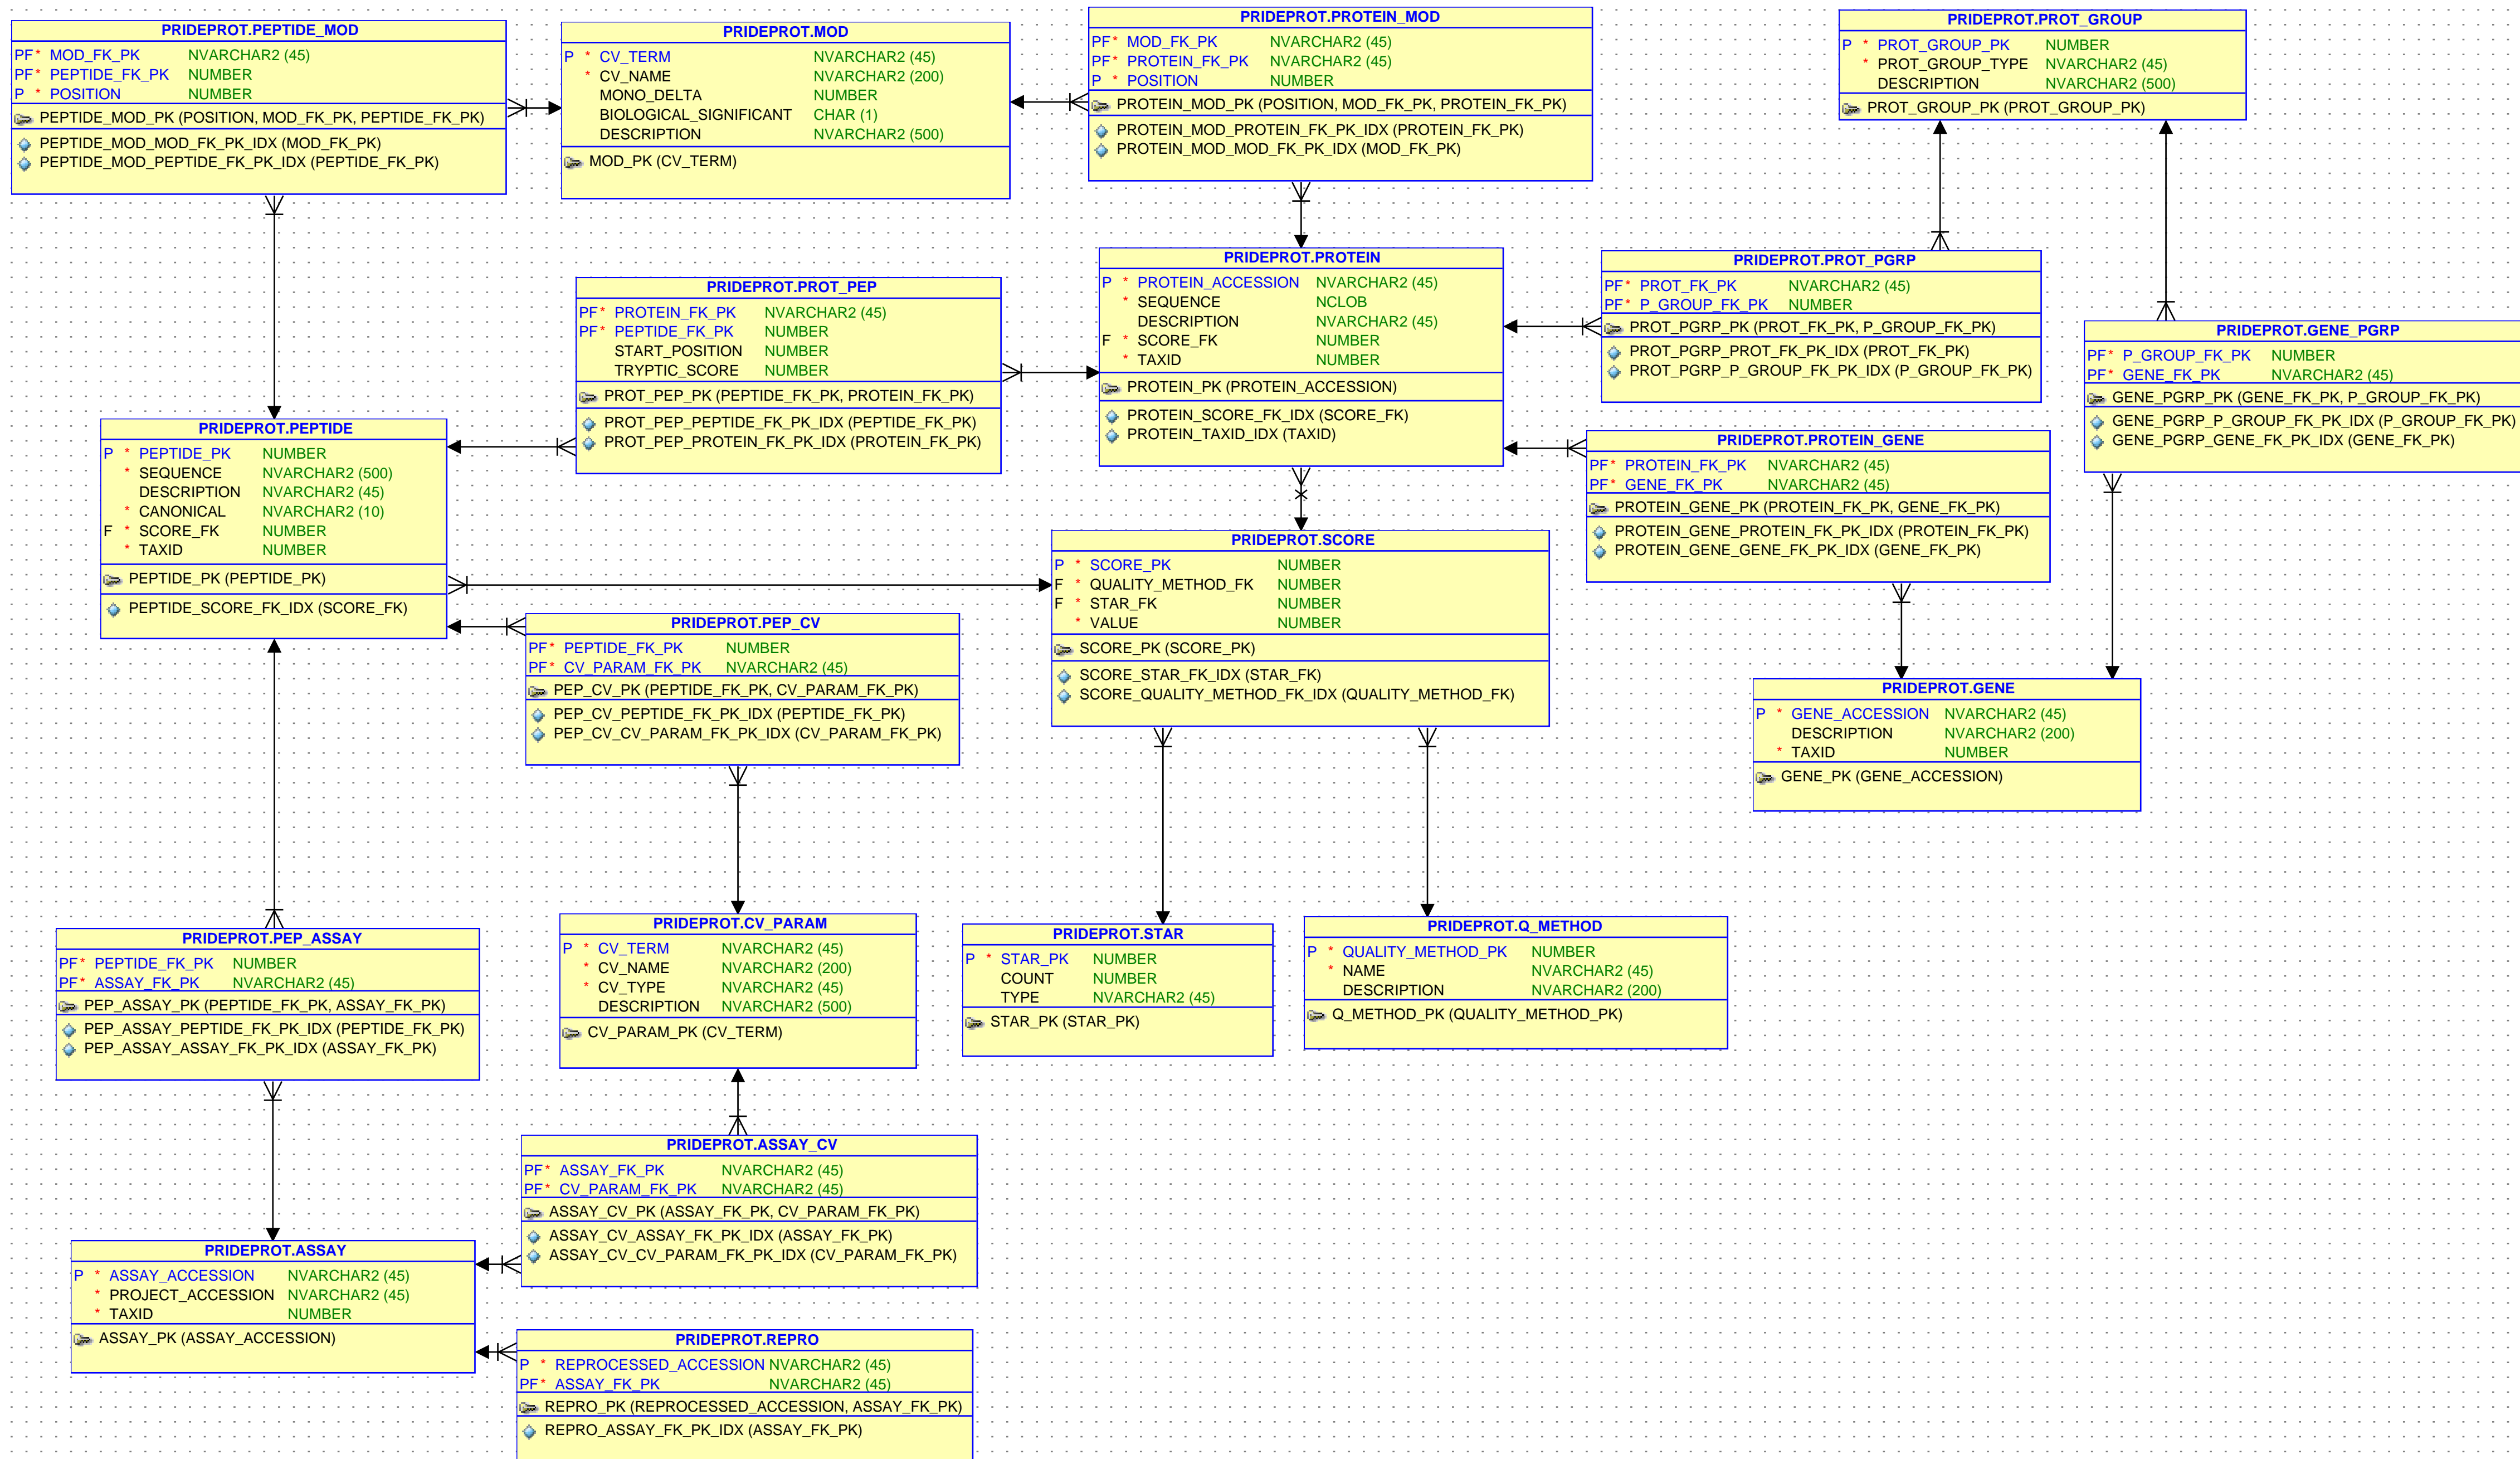 PRIDEPROT.PEPTIDE_MOD
PF* MOD_FK_PK NVARCHAR2 (45)
PF* PEPTIDE_FK_PK NUMBER
P * POSITION NUMBER
PEPTIDE_MOD_PK (POSITION, MOD_FK_PK, PEPTIDE_FK_PK)
PEPTIDE_MOD_MOD_FK_PK_IDX (MOD_FK_PK)
PEPTIDE_MOD_PEPTIDE_FK_PK_IDX (PEPTIDE_FK_PK)
PRIDEPROT.MOD
P * CV_TERM NVARCHAR2 (45)
* CV_NAME NVARCHAR2 (200)
MONO_DELTA NUMBER
BIOLOGICAL_SIGNIFICANT CHAR (1)
DESCRIPTION NVARCHAR2 (500)
MOD_PK (CV_TERM)
PRIDEPROT.PROTEIN_MOD
PF* MOD_FK_PK NVARCHAR2 (45)
PF* PROTEIN_FK_PK NVARCHAR2 (45)
P * POSITION NUMBER
PROTEIN_MOD_PK (POSITION, MOD_FK_PK, PROTEIN_FK_PK)
PROTEIN_MOD_PROTEIN_FK_PK_IDX (PROTEIN_FK_PK)
PROTEIN_MOD_MOD_FK_PK_IDX (MOD_FK_PK)
PRIDEPROT.PROT_GROUP
P * PROT_GROUP_PK NUMBER
* PROT_GROUP_TYPE NVARCHAR2 (45)
DESCRIPTION NVARCHAR2 (500)
PROT_GROUP_PK (PROT_GROUP_PK)
PRIDEPROT.PROT_PEP
PF* PROTEIN_FK_PK NVARCHAR2 (45)
PF* PEPTIDE_FK_PK NUMBER
START_POSITION NUMBER
TRYPTIC_SCORE NUMBER
PROT_PEP_PK (PEPTIDE_FK_PK, PROTEIN_FK_PK)
PROT_PEP_PEPTIDE_FK_PK_IDX (PEPTIDE_FK_PK)
PROT_PEP_PROTEIN_FK_PK_IDX (PROTEIN_FK_PK)
PRIDEPROT.PROTEIN
P * PROTEIN_ACCESSION NVARCHAR2 (45)
* SEQUENCE NCLOB
DESCRIPTION NVARCHAR2 (45)
F * SCORE_FK NUMBER
* TAXID NUMBER
PROTEIN_PK (PROTEIN_ACCESSION)
PROTEIN_SCORE_FK_IDX (SCORE_FK)
PROTEIN_TAXID_IDX (TAXID)
PRIDEPROT.PROT_PGRP
PF* PROT_FK_PK NVARCHAR2 (45)
PF* P_GROUP_FK_PK NUMBER
PROT_PGRP_PK (PROT_FK_PK, P_GROUP_FK_PK)
PROT_PGRP_PROT_FK_PK_IDX (PROT_FK_PK)
PROT_PGRP_P_GROUP_FK_PK_IDX (P_GROUP_FK_PK)
PRIDEPROT.GENE_PGRP
PF* P_GROUP_FK_PK NUMBER
PF* GENE_FK_PK NVARCHAR2 (45)
GENE_PGRP_PK (GENE_FK_PK, P_GROUP_FK_PK)
GENE_PGRP_P_GROUP_FK_PK_IDX (P_GROUP_FK_PK)
GENE_PGRP_GENE_FK_PK_IDX (GENE_FK_PK)
PRIDEPROT.PEPTIDE
P * PEPTIDE_PK NUMBER
* SEQUENCE NVARCHAR2 (500)
DESCRIPTION NVARCHAR2 (45)
* CANONICAL NVARCHAR2 (10)
F * SCORE_FK NUMBER
* TAXID NUMBER
PEPTIDE_PK (PEPTIDE_PK)
PEPTIDE_SCORE_FK_IDX (SCORE_FK)
PRIDEPROT.PROTEIN_GENE
PF* PROTEIN_FK_PK NVARCHAR2 (45)
PF* GENE_FK_PK NVARCHAR2 (45)
PROTEIN_GENE_PK (PROTEIN_FK_PK, GENE_FK_PK)
PROTEIN_GENE_PROTEIN_FK_PK_IDX (PROTEIN_FK_PK)
PROTEIN_GENE_GENE_FK_PK_IDX (GENE_FK_PK)
PRIDEPROT.SCORE
P * SCORE_PK NUMBER
F * QUALITY_METHOD_FK NUMBER
F * STAR_FK NUMBER
* VALUE NUMBER
SCORE_PK (SCORE_PK)
SCORE_STAR_FK_IDX (STAR_FK)
SCORE_QUALITY_METHOD_FK_IDX (QUALITY_METHOD_FK)
PRIDEPROT.PEP_CV
PF* PEPTIDE_FK_PK NUMBER
PF* CV_PARAM_FK_PK NVARCHAR2 (45)
PEP_CV_PK (PEPTIDE_FK_PK, CV_PARAM_FK_PK)
PEP_CV_PEPTIDE_FK_PK_IDX (PEPTIDE_FK_PK)
PEP_CV_CV_PARAM_FK_PK_IDX (CV_PARAM_FK_PK)
PRIDEPROT.GENE
P * GENE_ACCESSION NVARCHAR2 (45)
DESCRIPTION NVARCHAR2 (200)
* TAXID NUMBER
GENE_PK (GENE_ACCESSION)
PRIDEPROT.PEP_ASSAY
PF* PEPTIDE_FK_PK NUMBER
PF* ASSAY_FK_PK NVARCHAR2 (45)
PEP_ASSAY_PK (PEPTIDE_FK_PK, ASSAY_FK_PK)
PEP_ASSAY_PEPTIDE_FK_PK_IDX (PEPTIDE_FK_PK)
PEP_ASSAY_ASSAY_FK_PK_IDX (ASSAY_FK_PK)
PRIDEPROT.CV_PARAM
P * CV_TERM NVARCHAR2 (45)
* CV_NAME NVARCHAR2 (200)
* CV_TYPE NVARCHAR2 (45)
DESCRIPTION NVARCHAR2 (500)
CV_PARAM_PK (CV_TERM)
PRIDEPROT.STAR
P * STAR_PK NUMBER
COUNT NUMBER
TYPE NVARCHAR2 (45)
STAR_PK (STAR_PK)
PRIDEPROT.Q_METHOD
P * QUALITY_METHOD_PK NUMBER
* NAME NVARCHAR2 (45)
DESCRIPTION NVARCHAR2 (200)
Q_METHOD_PK (QUALITY_METHOD_PK)
PRIDEPROT.ASSAY_CV
PF* ASSAY_FK_PK NVARCHAR2 (45)
PF* CV_PARAM_FK_PK NVARCHAR2 (45)
ASSAY_CV_PK (ASSAY_FK_PK, CV_PARAM_FK_PK)
ASSAY_CV_ASSAY_FK_PK_IDX (ASSAY_FK_PK)
ASSAY_CV_CV_PARAM_FK_PK_IDX (CV_PARAM_FK_PK)
PRIDEPROT.ASSAY
P * ASSAY_ACCESSION NVARCHAR2 (45)
* PROJECT_ACCESSION NVARCHAR2 (45)
* TAXID NUMBER
ASSAY_PK (ASSAY_ACCESSION)
PRIDEPROT.REPRO
P * REPROCESSED_ACCESSION NVARCHAR2 (45)
PF* ASSAY_FK_PK NVARCHAR2 (45)
REPRO_PK (REPROCESSED_ACCESSION, ASSAY_FK_PK)
REPRO_ASSAY_FK_PK_IDX (ASSAY_FK_PK)